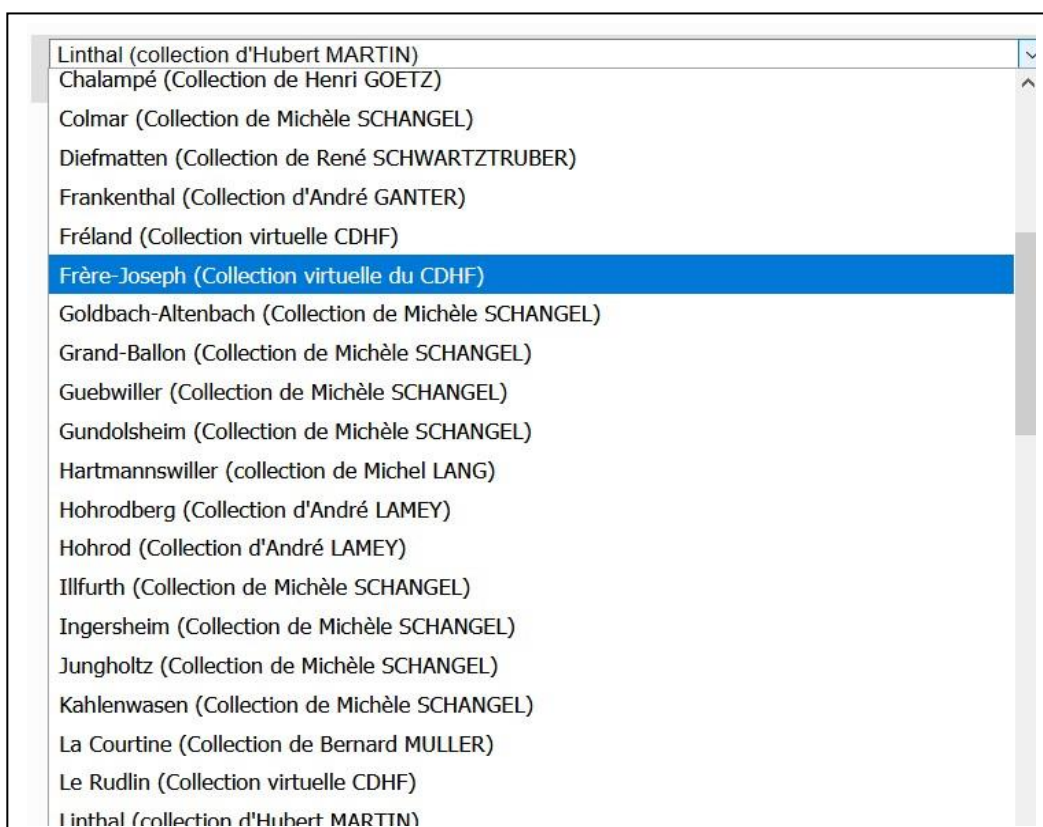 Linthal (collection d'Hubert MARTIN)
Chalampé (Collection de Henri GOETZ)
Colmar (Collection de Michèle SCHANGEL)
Diefmatten (Collection de René SCHWARTZTRUBER)
Frankenthal (Collection d'André GANTER)
Fréland (Collection virtuelle CDHF)
Frère-Joseph (Collection virtuelle du CDHF)
Goldbach-Altenbach (Collection de Michèle SCHANGEL)
Grand-Ballon (Collection de Michèle SCHANGEL)
Guebwiller (Collection de Michèle SCHANGEL)
Gundolsheim (Collection de Michèle SCHANGEL)
Hartmannswiller (collection de Michel LANG)
Hohrodberg (Collection d'André LAMEY)
Hohrod (Collection d'André LAMEY)
Illfurth (Collection de Michèle SCHANGEL)
Ingersheim (Collection de Michèle SCHANGEL)
Jungholtz (Collection de Michèle SCHANGEL)
Kahlenwasen (Collection de Michèle SCHANGEL)
La Courtine (Collection de Bernard MULLER)
Le Rudlin (Collection virtuelle CDHF)
Linthal (collection d'Hubert MARTIN)